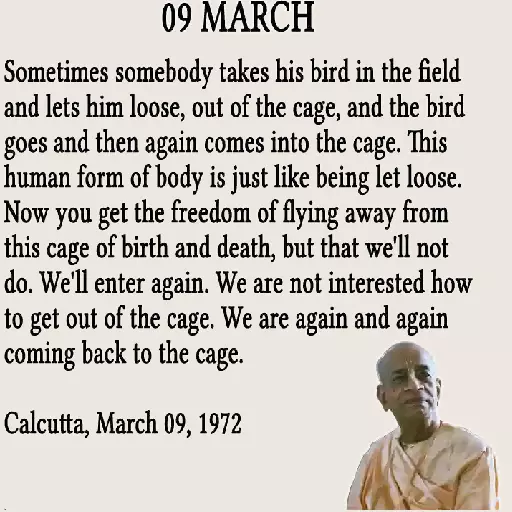 09 MARCH
Sometimes somebody takes his bird in the field
and lets him loose, out of the cage, and the bird
goes and then again comes into the cage. This
human form of body is just like being let loose.
Now you get the freedom of flying away from
this cage of birth and death, but that we'll not
do. We'll enter again. We are not interested how
to get out of the cage. We are again and again
coming back to the cage.
Calcutta, March 09, 1972